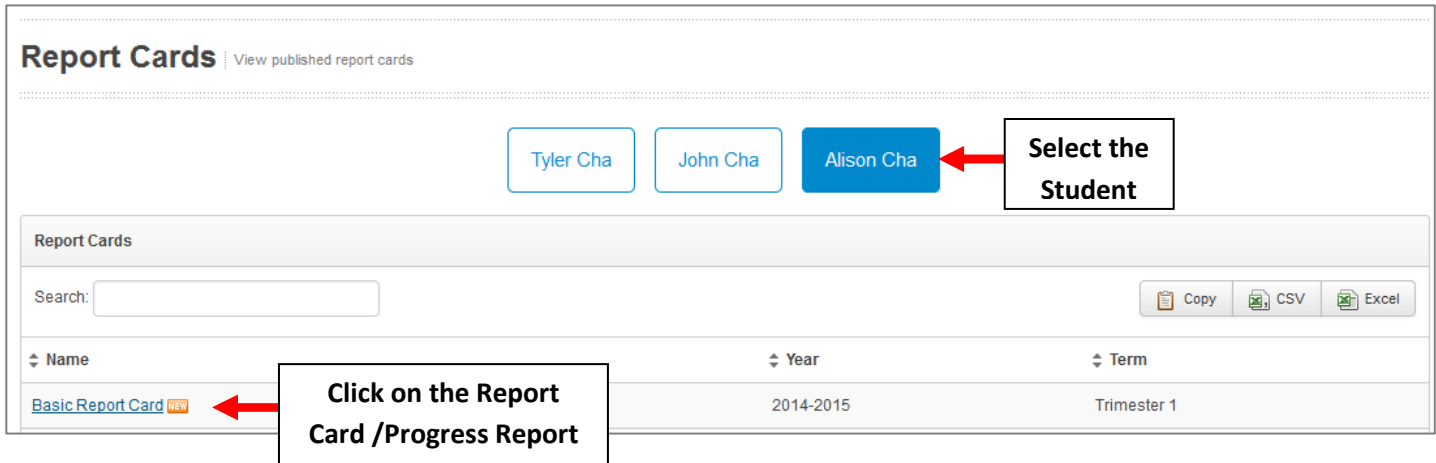 Report Cards View published report cards
Tyler Cha John Cha Alison Cha Select the
Student
Report Cards
Search: Copy CSV Excel
Name Year Term
Basic Report Card NEW 2014-2015 Trimester 1
Click on the Report
Card /Progress Report